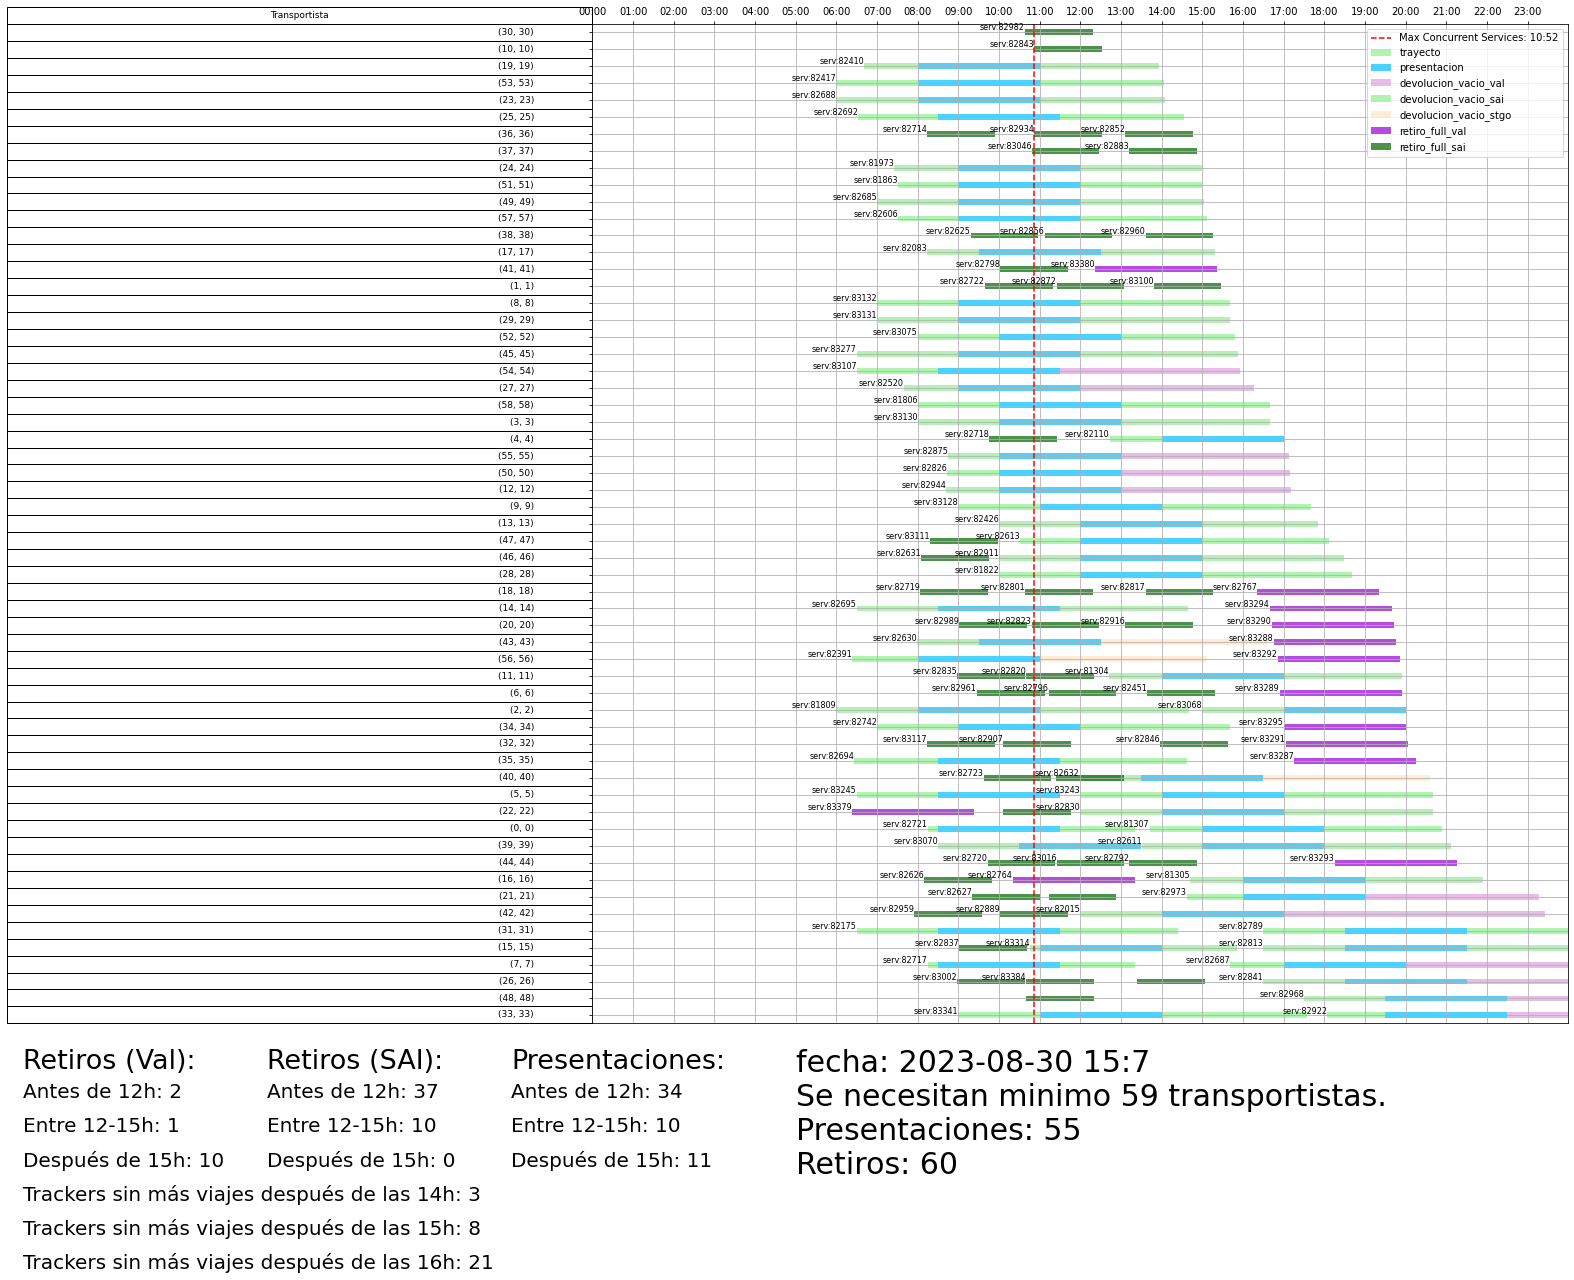 Transportista
00:00 01:00 02:00 03:00 04:00 05:00 06:00 07:00 08:00 09:00 10:00 11:00 12:00 13:00 14:00 15:00 16:00 17:00 18:00 19:00 20:00 21:00 22:00 23:00
Max Concurrent Services: 10:52
trayecto
presentacion
devolucion_vacio_val
devolucion_vacio_sai
devolucion_vacio_stgo
retiro_full_val
retiro_full_sai
(30, 30) serv:82982
(10, 10) serv:82843
(19, 19) serv:82410
(53, 53) serv:82417
(23, 23) serv:82688
(25, 25) serv:82692
(36, 36) serv:82714 serv:82934 serv:82852
(37, 37) serv:83046 serv:82883
(24, 24) serv:81973
(51, 51) serv:81863
(49, 49) serv:82685
(57, 57) serv:82606
(38, 38) serv:82625 serv:82856 serv:82960
(17, 17) serv:82083
(41, 41) serv:82798 serv:83380
(1, 1) serv:82722 serv:82872 serv:83100
(8, 8) serv:83132
(29, 29) serv:83131
(52, 52) serv:83075
(45, 45) serv:83277
(54, 54) serv:83107
(27, 27) serv:82520
(58, 58) serv:81806
(3, 3) serv:83130
(4, 4) serv:82718 serv:82110
(55, 55) serv:82875
(50, 50) serv:82826
(12, 12) serv:82944
(9, 9) serv:83128
(13, 13) serv:82426
(47, 47) serv:83111 serv:82613
(46, 46) serv:82631 serv:82911
(28, 28) serv:81822
(18, 18) serv:82719 serv:82801 serv:82817 serv:82767
(14, 14) serv:82695 serv:83294
(20, 20) serv:82989 serv:82823 serv:82916 serv:83290
(43, 43) serv:82630 serv:83288
(56, 56) serv:82391 serv:83292
(11, 11) serv:82835 serv:82820 serv:81304
(6, 6) serv:82961 serv:82796 serv:82451 serv:83289
(2, 2) serv:81809 serv:83068
(34, 34) serv:82742 serv:83295
(32, 32) serv:83117 serv:82907 serv:82846 serv:83291
(35, 35) serv:82694 serv:83287
(40, 40) serv:82723 serv:82632
(5, 5) serv:83245 serv:83243
(22, 22) serv:83379 serv:82830
(0, 0) serv:82721 serv:81307
(39, 39) serv:83070 serv:82611
(44, 44) serv:82720 serv:83016 serv:82792 serv:83293
(16, 16) serv:82626 serv:82764 serv:81305
(21, 21) serv:82627 serv:82973
(42, 42) serv:82959 serv:82889 serv:82015
(31, 31) serv:82175 serv:82789
(15, 15) serv:82837 serv:83314 serv:82813
(7, 7) serv:82717 serv:82687
(26, 26) serv:83002 serv:83384 serv:82841
(48, 48) serv:82968
(33, 33) serv:83341 serv:82922
Retiros (Val):
Antes de 12h: 2
Entre 12-15h: 1
Después de 15h: 10
Retiros (SAI):
Antes de 12h: 37
Entre 12-15h: 10
Después de 15h: 0
Presentaciones:
Antes de 12h: 34
Entre 12-15h: 10
Después de 15h: 11
Trackers sin más viajes después de las 14h: 3
Trackers sin más viajes después de las 15h: 8
Trackers sin más viajes después de las 16h: 21
fecha: 2023-08-30 15:7
Se necesitan minimo 59 transportistas.
Presentaciones: 55
Retiros: 60